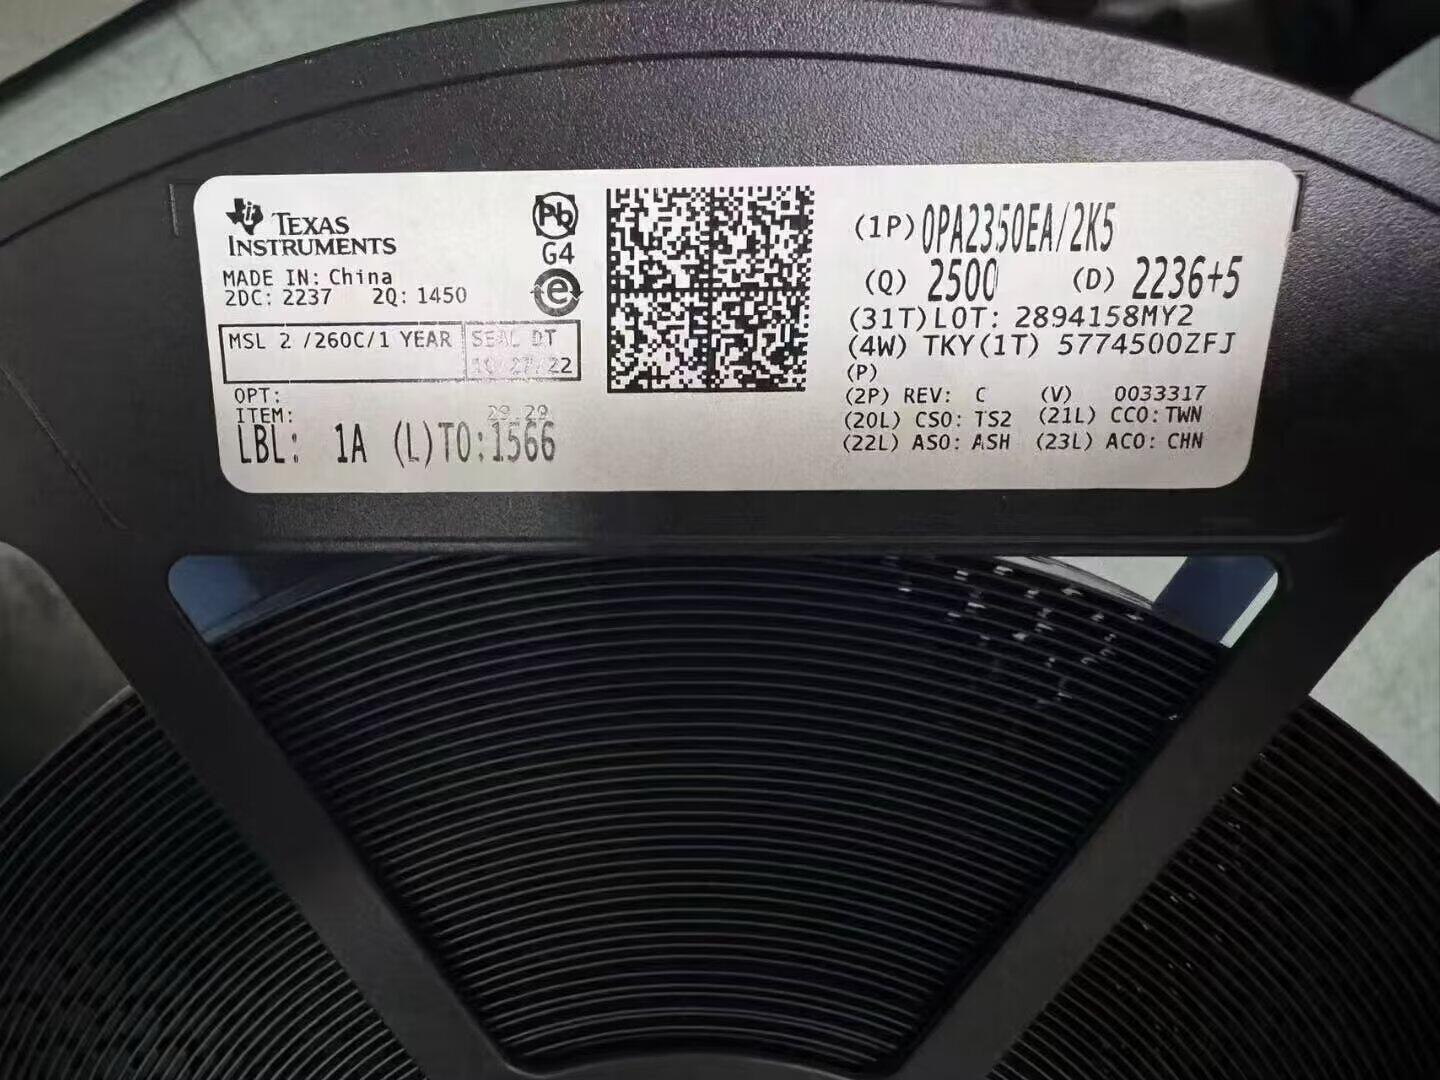 TEXAS
INSTRUMENTS
MADE IN: China
2DC: 2237 2Q: 1450
Pb
G4
e
MSL 2 /260C/1 YEAR
SEAL DT
10/27/22
OPT:
ITEM:
29.29
LBL: 1A (L)TO:1566
(1P) OPA2350EA/2K5
(Q) 2500 (D) 2236+5
(31T)LOT: 2894158MY2
(4W) TKY(1T) 5774500ZFJ
(P)
(2P) REV: C (V) 0033317
(20L) CSO: TS2 (21L) CCO:TWN
(22L) ASO: ASH (23L) ACO: CHN